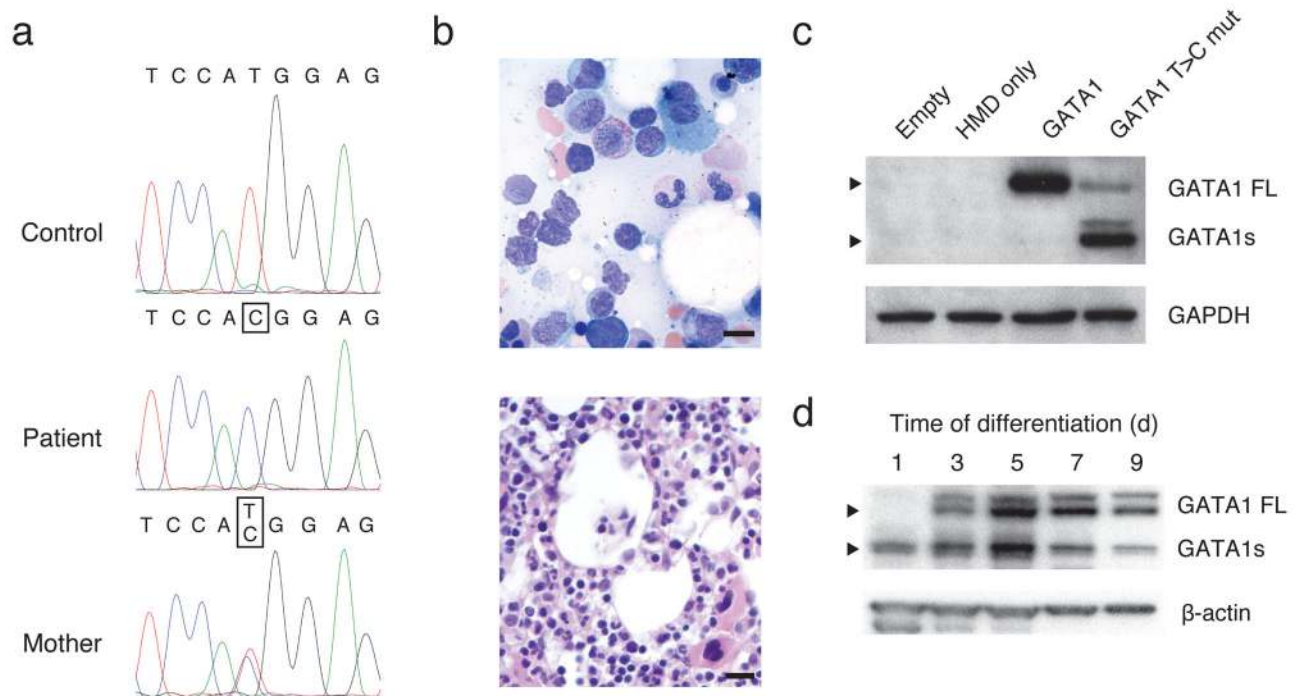 a
T C C A T G G A G
Control
T C C A C G G A G
Patient
T C C A T G G A G
C
Mother
b
c
Empty
HMD only
GATA1
GATA1 T>C mut
GATA1 FL
GATA1s
GAPDH
d
Time of differentiation (d)
1 3 5 7 9
GATA1 FL
GATA1s
β-actin